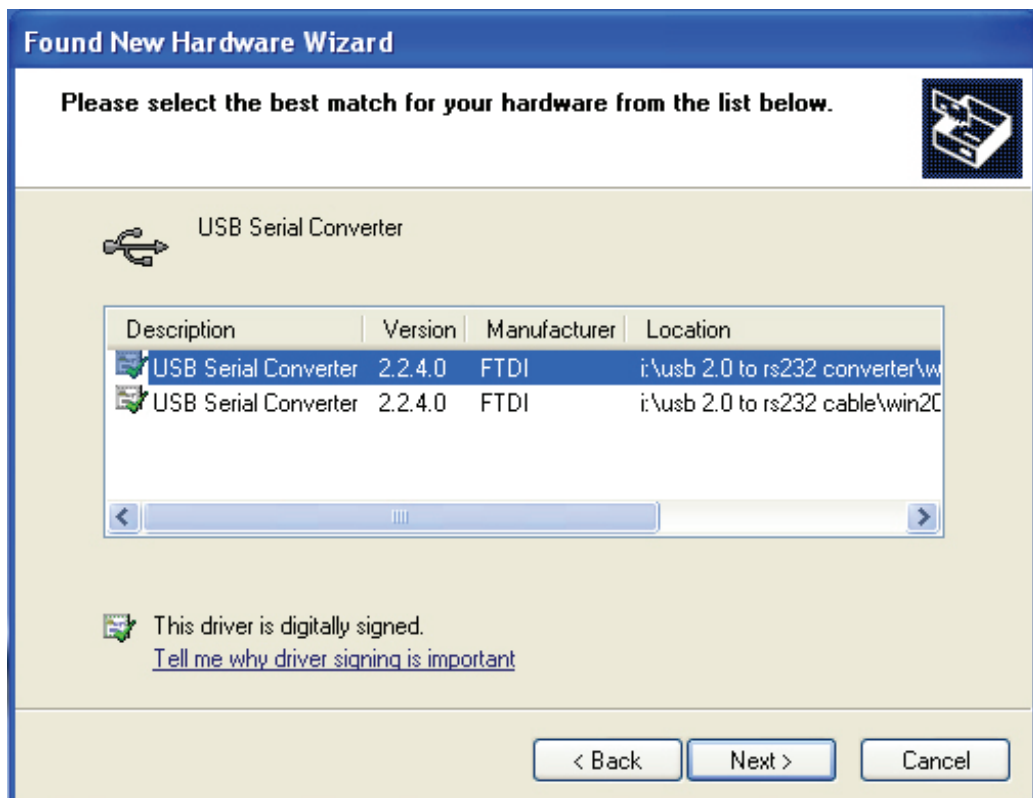 Found New Hardware Wizard
Please select the best match for your hardware from the list below.
USB Serial Converter
Description Version Manufacturer Location
USB Serial Converter 2.2.4.0 FTDI i:\usb 2.0 to rs232 converter\w
USB Serial Converter 2.2.4.0 FTDI i:\usb 2.0 to rs232 cable\win20
This driver is digitally signed.
Tell me why driver signing is important
< Back Next > Cancel